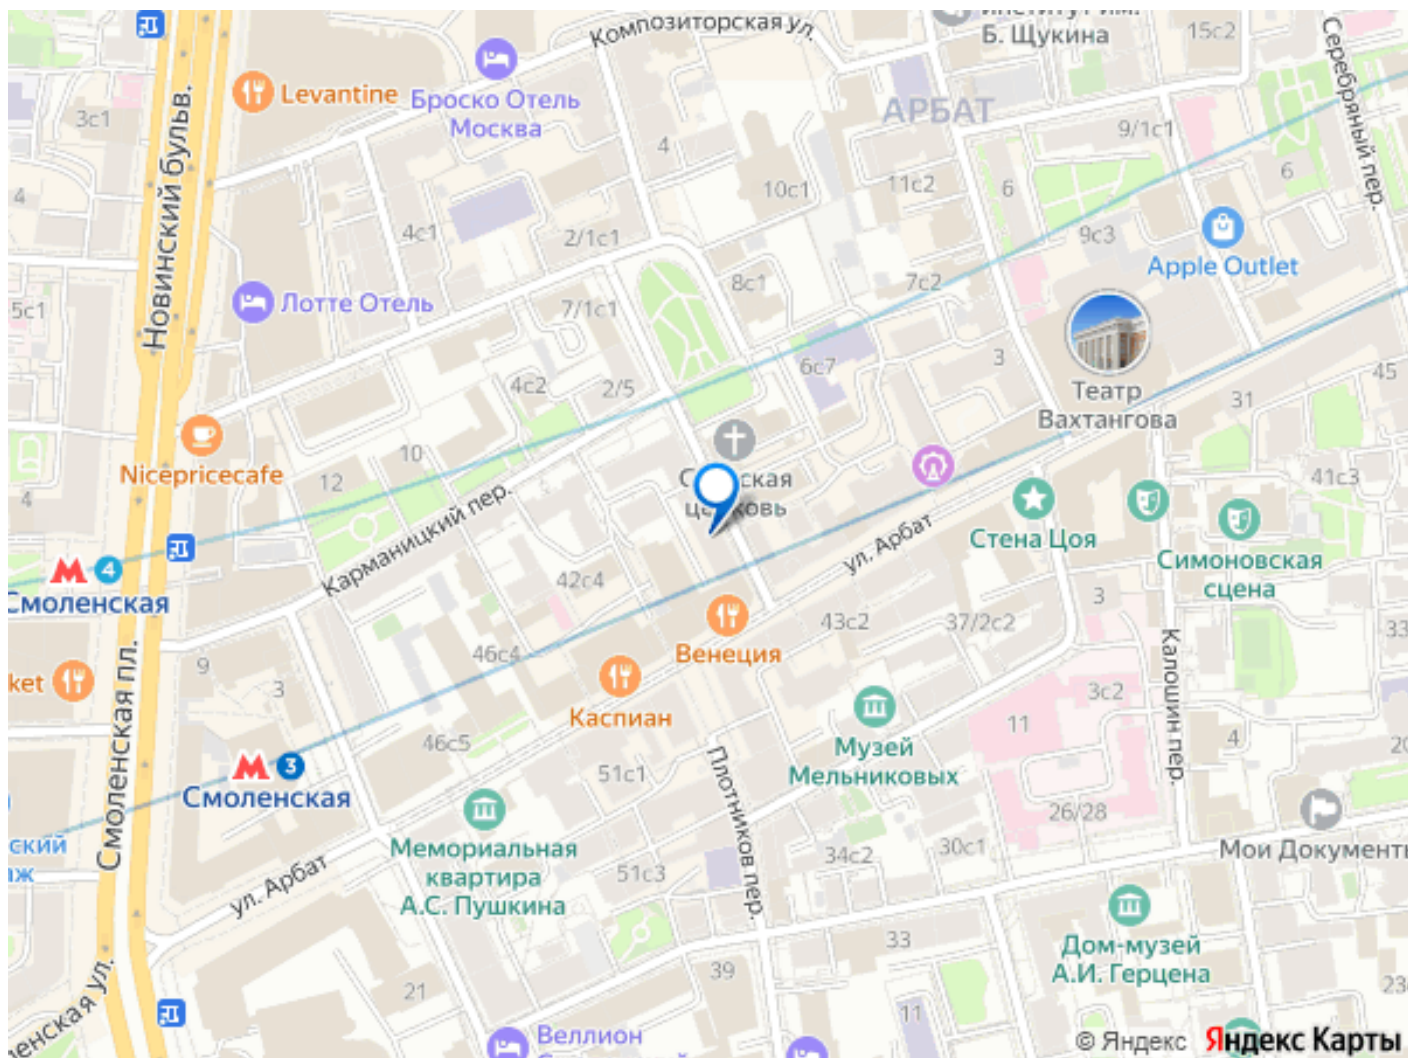 Композиторская ул.
Б. Щукина
15с2
Серебряный пер.
Levantine
Броско Отель
Москва
3с1
АРБАТ
9/1с1
4
4
10с1
11с2
6
6
Новинский бульв.
4с1
2/1с1
9с3
Apple Outlet
8с1
7с2
5с1
Лотте Отель
7/1с1
6с7
3
Театр
Вахтангова
45
4с2
2/5
31
Nicepricecafe
10
12
4
41с3
Карманицкий пер.
ул. Арбат
Стена Цоя
Симоновская
сцена
4
Смоленская
42с4
3
43с2
37/2с2
33
Венеция
46с4
9
3
Каспиан
Смоленская пл.
Калошин пер.
3с2
11
4
46с5
51с1
Музей
Мельниковых
3
Смоленская
Плотников пер.
26/28
Мои Документы
34с2
30с1
Мемориальная
квартира
А.С. Пушкина
51с3
ул. Арбат
33
Дом-музей
А.И. Герцена
39
21
11
Веллион
© Яндекс Яндекс Карты